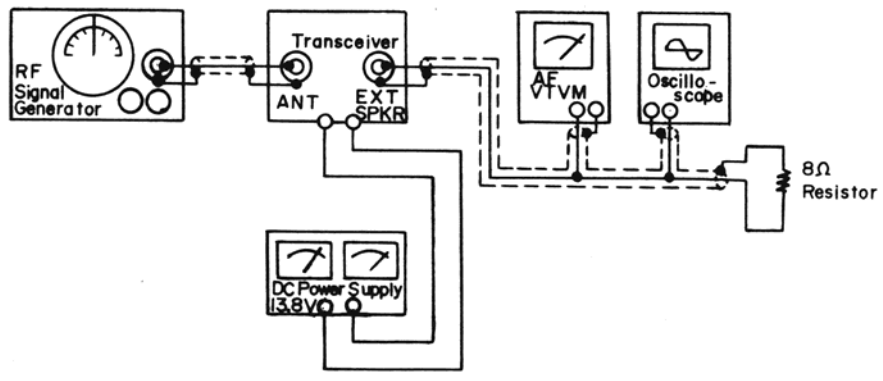 RF
Signal
Generator
Transceiver
ANT
EXT
SPKR
AF
VTVM
Oscillo-
scope
8Ω
Resistor
DC Power Supply
13.8V